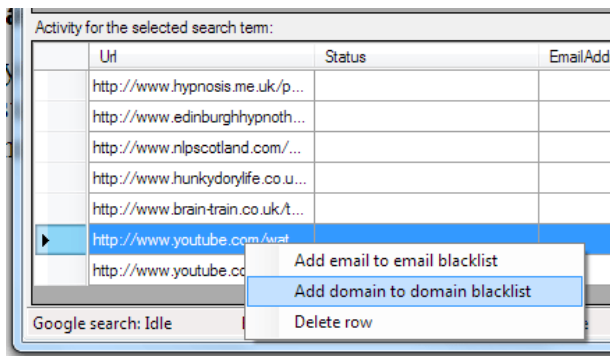 Activity for the selected search term:
Url Status EmailAdd
http://www.hypnosis.me.uk/p...
http://www.edinburghhypnoth...
http://www.nlpscotland.com/...
http://www.hunkydorylife.co.u...
http://www.brain-train.co.uk/t...
http://www.youtube.com/wat
http://www.youtube.co
Add email to email blacklist
Add domain to domain blacklist
Delete row
Google search: Idle